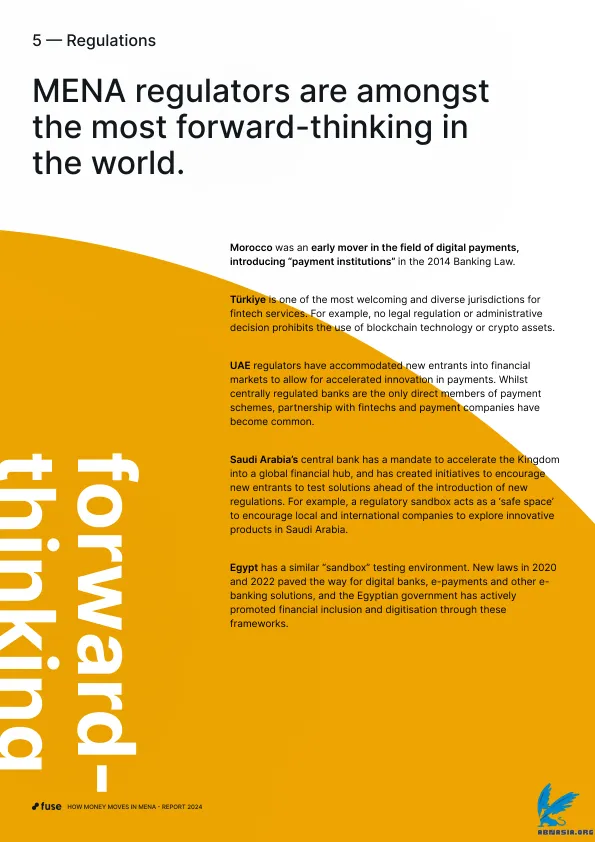 5 — Regulations
MENA regulators are amongst
the most forward-thinking in
the world.
Morocco was an early mover in the field of digital payments,
introducing “payment institutions” in the 2014 Banking Law.
Türkiye is one of the most welcoming and diverse jurisdictions for
fintech services. For example, no legal regulation or administrative
decision prohibits the use of blockchain technology or crypto assets.
UAE regulators have accommodated new entrants into financial
markets to allow for accelerated innovation in payments. Whilst
centrally regulated banks are the only direct members of payment
schemes, partnership with fintechs and payment companies have
become common.
Saudi Arabia’s central bank has a mandate to accelerate the Kingdom
into a global financial hub, and has created initiatives to encourage
new entrants to test solutions ahead of the introduction of new
regulations. For example, a regulatory sandbox acts as a ‘safe space’
to encourage local and international companies to explore innovative
products in Saudi Arabia.
Egypt has a similar “sandbox” testing environment. New laws in 2020
and 2022 paved the way for digital banks, e-payments and other e-
banking solutions, and the Egyptian government has actively
promoted financial inclusion and digitisation through these
frameworks.
forward-
thinking
fuse HOW MONEY MOVES IN MENA - REPORT 2024
ABNASIA.ORG